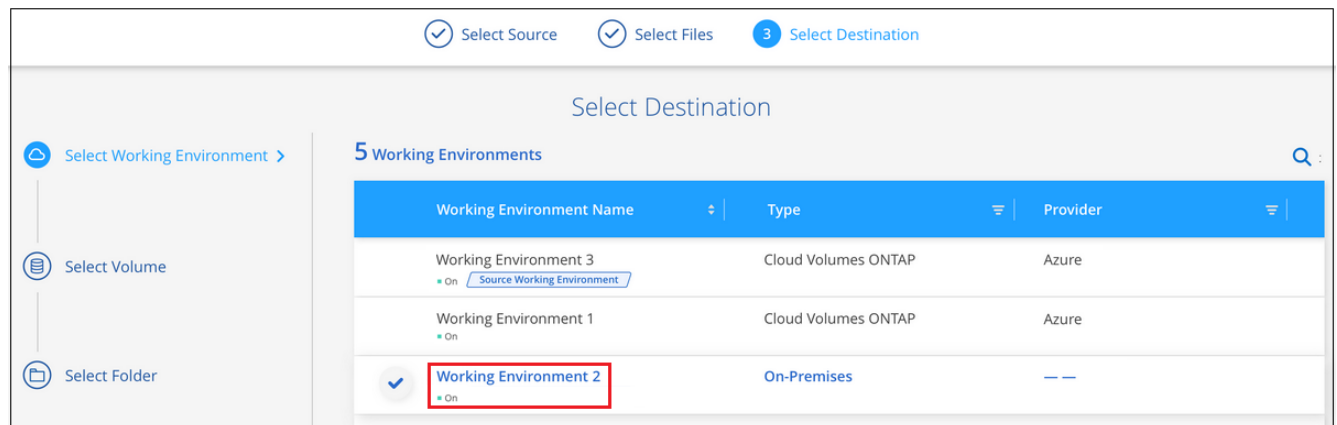 Select Source
Select Files
3 Select Destination
Select Destination
Select Working Environment
5 Working Environments
Working Environment Name
Type
Provider
Working Environment 3
Cloud Volumes ONTAP
Azure
On
Source Working Environment
Select Volume
Working Environment 1
Cloud Volumes ONTAP
Azure
On
Select Folder
Working Environment 2
On-Premises
— —
On